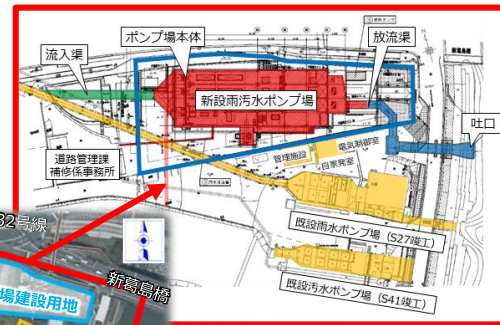 流入渠
ポンプ場本体
放流渠
新葛島橋
新設雨汚水ポンプ場
吐口
道路管理課
補修係事務所
管理施設
電気制御室
自家発室
既設雨水ポンプ場（S27竣工）
既設汚水ポンプ場（S41竣工）
32号線
新葛島橋
場建設用地